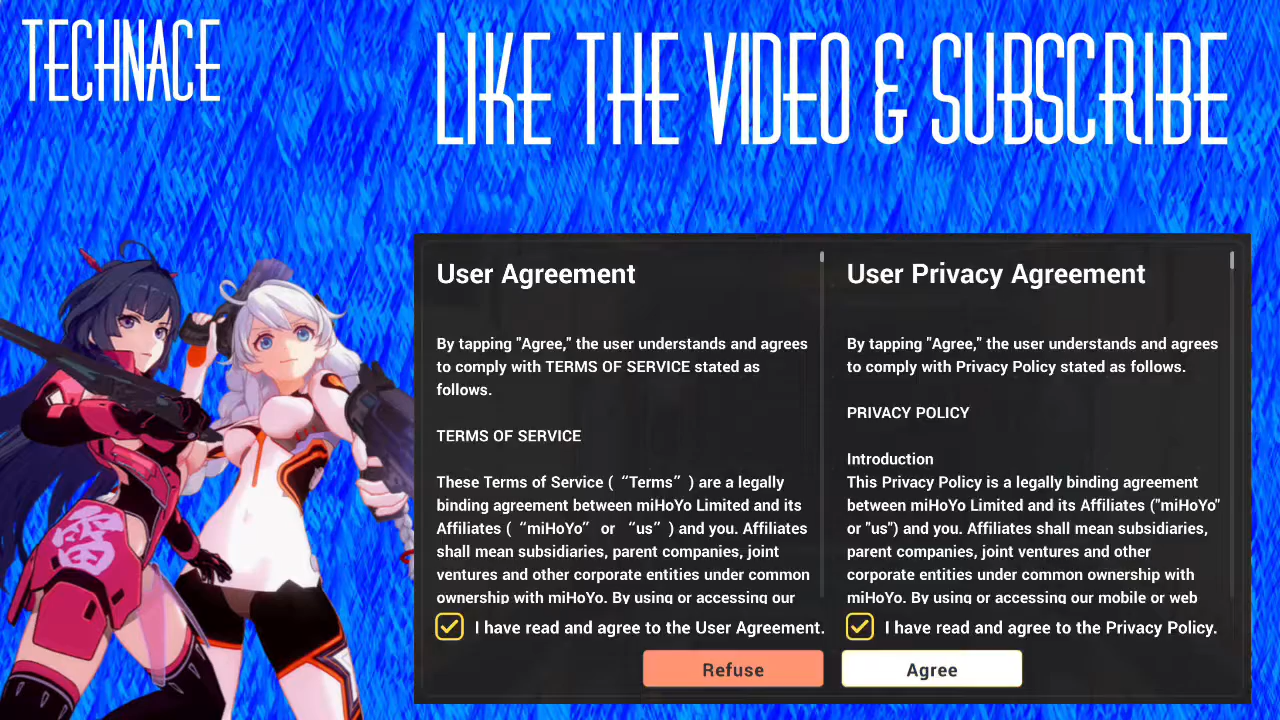 TECHNACE
LIKE THE VIDEO & SUBSCRIBE
User Agreement
By tapping "Agree," the user understands and agrees
to comply with TERMS OF SERVICE stated as
follows.
TERMS OF SERVICE
These Terms of Service ( “Terms” ) are a legally
binding agreement between miHoYo Limited and its
Affiliates ( “miHoYo” or “us” ) and you. Affiliates
shall mean subsidiaries, parent companies, joint
ventures and other corporate entities under common
ownership with miHoYo. By using or accessing our
I have read and agree to the User Agreement.
User Privacy Agreement
By tapping "Agree," the user understands and agrees
to comply with Privacy Policy stated as follows.
PRIVACY POLICY
Introduction
This Privacy Policy is a legally binding agreement
between miHoYo Limited and its Affiliates ("miHoYo"
or "us") and you. Affiliates shall mean subsidiaries,
parent companies, joint ventures and other
corporate entities under common ownership with
miHoYo. By using or accessing our mobile or web
I have read and agree to the Privacy Policy.
Refuse
Agree
雷